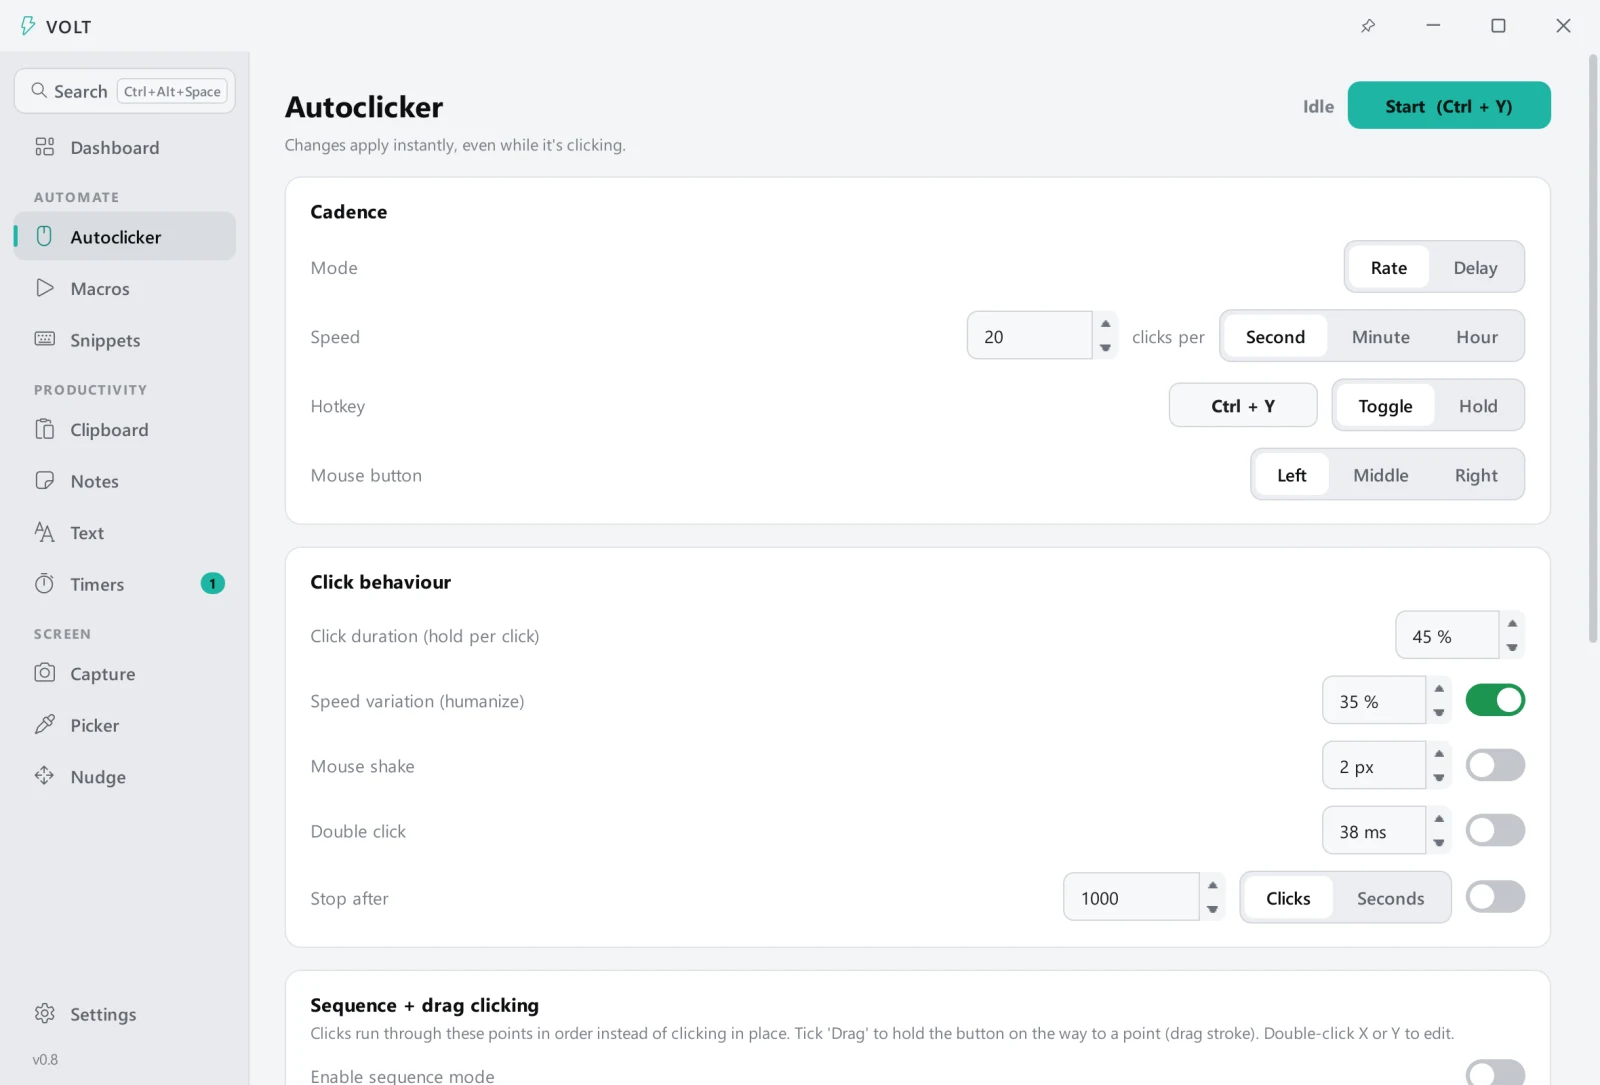 VOLT
Search Ctrl+Alt+Space
Dashboard
AUTOMATE
Autoclicker
Macros
Snippets
PRODUCTIVITY
Clipboard
Notes
Text
Timers 1
SCREEN
Capture
Picker
Nudge
Settings
v0.8
Autoclicker
Idle Start (Ctrl + Y)
Changes apply instantly, even while it's clicking.
Cadence
Mode Rate Delay
Speed 20 clicks per Second Minute Hour
Hotkey Ctrl + Y Toggle Hold
Mouse button Left Middle Right
Click behaviour
Click duration (hold per click) 45 %
Speed variation (humanize) 35 %
Mouse shake 2 px
Double click 38 ms
Stop after 1000 Clicks Seconds
Sequence + drag clicking
Clicks run through these points in order instead of clicking in place. Tick 'Drag' to hold the button on the way to a point (drag stroke). Double-click X or Y to edit.
Enable sequence mode